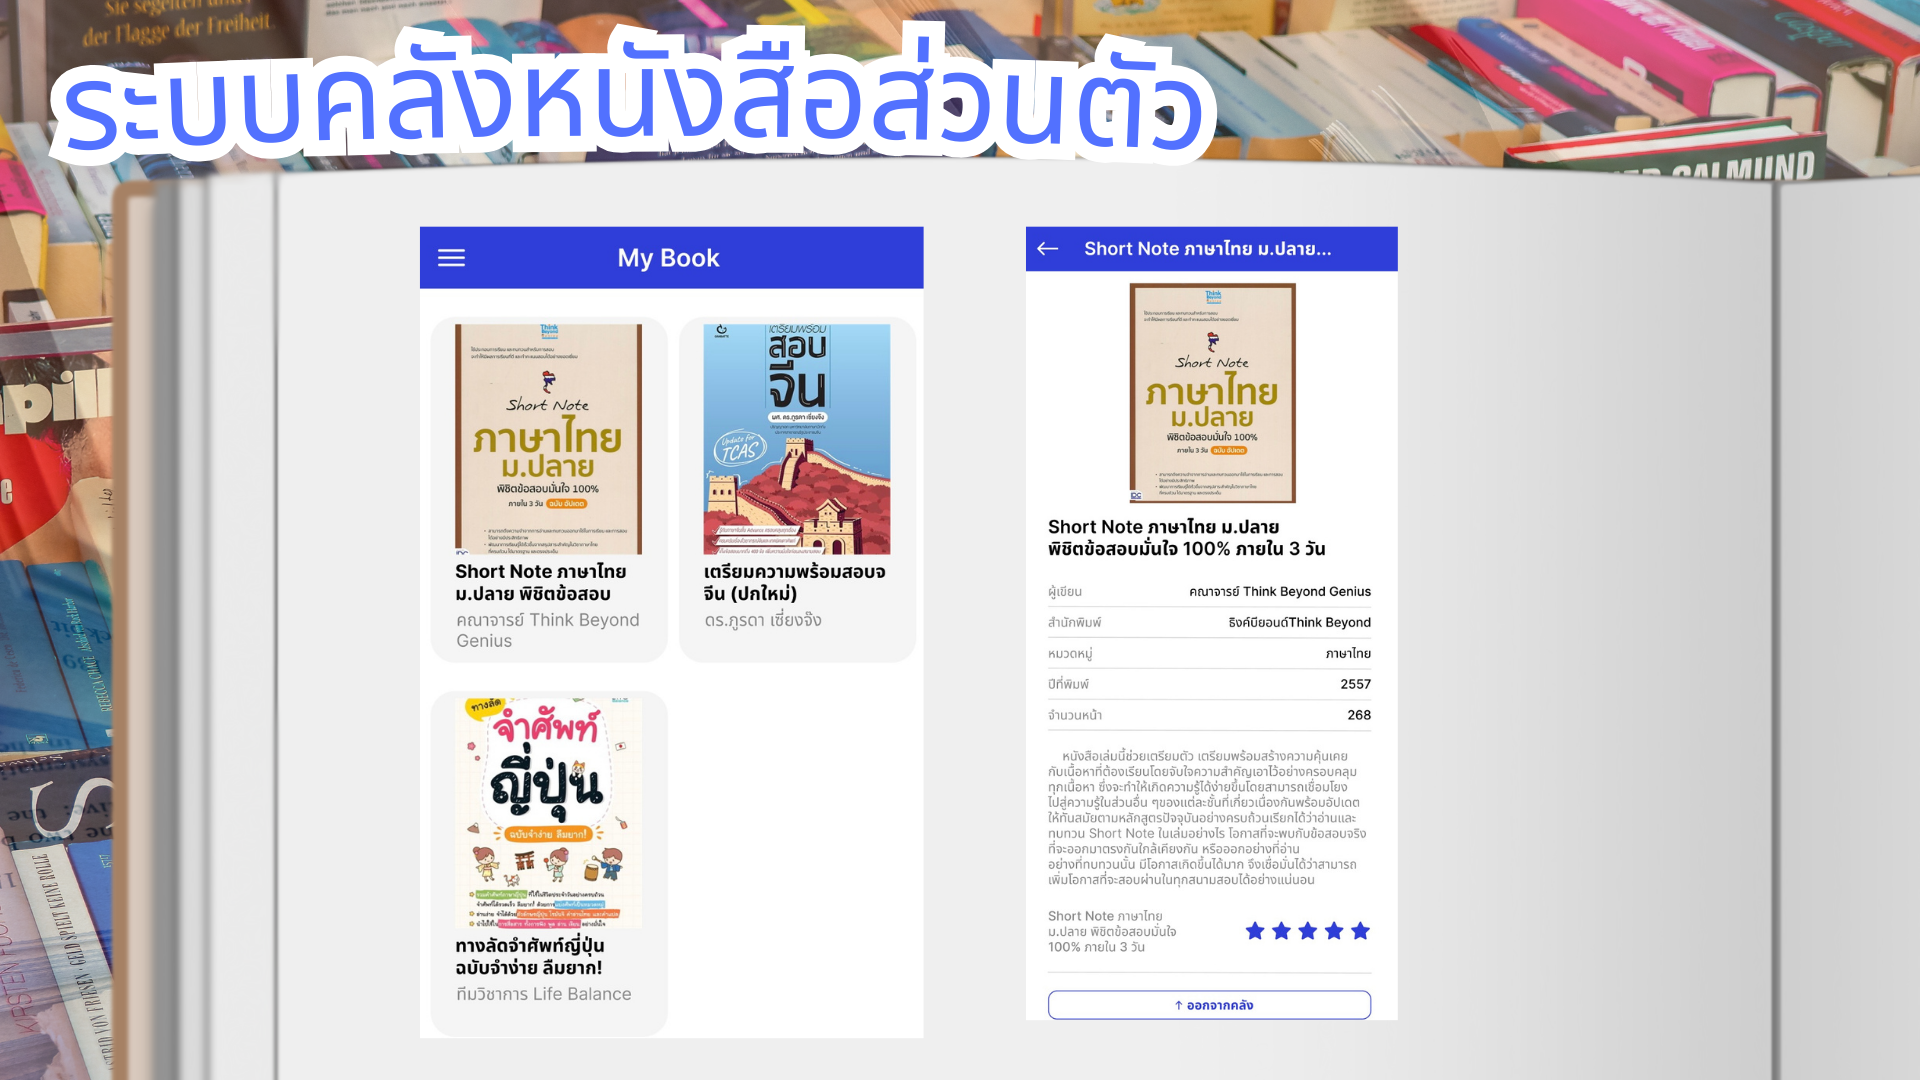 Sie segelten unter
der Flagge der Freiheit.
ระบบคลังหนังสือส่วนตัว
My Book
Think
Beyond
Short Note
ภาษาไทย
ม.ปลาย
พิชิตข้อสอบมั่นใจ 100%
ภายใน 3 วัน ฉบับ อัปเดต
เตรียมพร้อม
สอบ
จีน
ผศ. ดร.ภูรดา เซี่ยงจ๊ง
Update for
TCAS
Short Note ภาษาไทย
ม.ปลาย พิชิตข้อสอบ
คณาจารย์ Think Beyond
Genius
เตรียมความพร้อมสอบจ
จีน (ปกใหม่)
ดร.ภูรดา เซี่ยงจ๊ง
ทางลัด
จำศัพท์
ญี่ปุ่น
ฉบับจำง่าย ลืมยาก!
ทางลัดจำศัพท์ญี่ปุ่น
ฉบับจำง่าย ลืมยาก!
ทีมวิชาการ Life Balance
Short Note ภาษาไทย ม.ปลาย...
Think
Beyond
Short Note
ภาษาไทย
ม.ปลาย
พิชิตข้อสอบมั่นใจ 100%
ภายใน 3 วัน ฉบับ อัปเดต
IDC
Short Note ภาษาไทย ม.ปลาย
พิชิตข้อสอบมั่นใจ 100% ภายใน 3 วัน
ผู้เขียน คณาจารย์ Think Beyond Genius
สำนักพิมพ์ ธิงค์บียอนด์Think Beyond
หมวดหมู่ ภาษาไทย
ปีที่พิมพ์ 2557
จำนวนหน้า 268
หนังสือเล่มนี้ช่วยเตรียมตัว เตรียมพร้อมสร้างความคุ้นเคย
กับเนื้อหาที่ต้องเรียนโดยจับใจความสำคัญเอาไว้อย่างครอบคลุม
ทุกเนื้อหา ซึ่งจะทำให้เกิดความรู้ได้ง่ายขึ้นโดยสามารถเชื่อมโยง
ไปสู่ความรู้ในส่วนอื่น ๆของแต่ละชั้นที่เกี่ยวเนื่องกันพร้อมอัปเดต
ให้ทันสมัยตามหลักสูตรปัจจุบันอย่างครบถ้วนเรียกได้ว่าอ่านและ
ทบทวน Short Note ในเล่มอย่างไร โอกาสที่จะพบกับข้อสอบจริง
ที่จะออกมาตรงกันใกล้เคียงกัน หรือออกอย่างที่อ่าน
อย่างที่ทบทวนนั้น มีโอกาสเกิดขึ้นได้มาก จึงเชื่อมั่นได้ว่าสามารถ
เพิ่มโอกาสที่จะสอบผ่านในทุกสนามสอบได้อย่างแน่นอน
Short Note ภาษาไทย
ม.ปลาย พิชิตข้อสอบมั่นใจ
100% ภายใน 3 วัน
↑ ออกจากคลัง